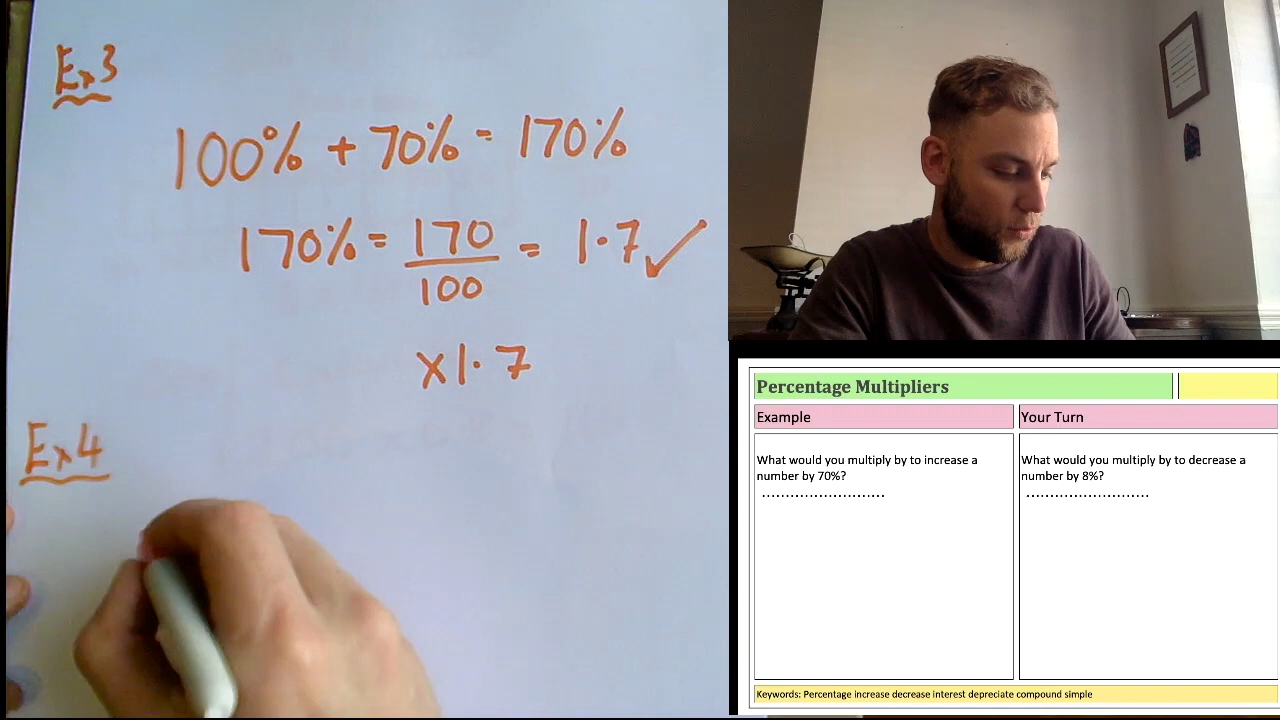 Ex3
100% + 70% = 170%
170% = 170/100 = 1.7 ✓
x1.7
Ex4
Percentage Multipliers
Example
Your Turn
What would you multiply by to increase a
number by 70%?
..........................
What would you multiply by to decrease a
number by 8%?
..........................
Keywords: Percentage increase decrease interest depreciate compound simple